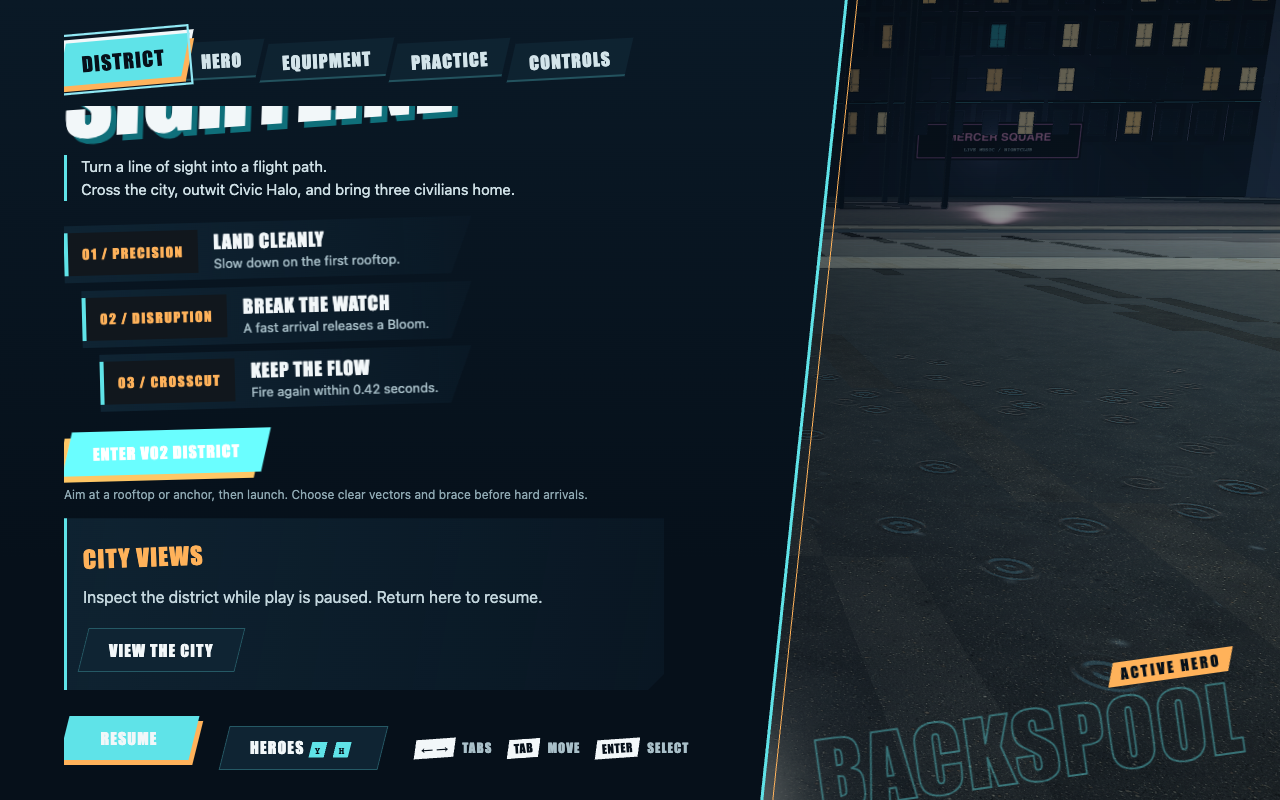 DISTRICT
HERO
EQUIPMENT
PRACTICE
CONTROLS
SIGHTLINE
Turn a line of sight into a flight path.
Cross the city, outwit Civic Halo, and bring three civilians home.
01 / PRECISION
LAND CLEANLY
Slow down on the first rooftop.
02 / DISRUPTION
BREAK THE WATCH
A fast arrival releases a Bloom.
03 / CROSSCUT
KEEP THE FLOW
Fire again within 0.42 seconds.
ENTER V02 DISTRICT
Aim at a rooftop or anchor, then launch. Choose clear vectors and brace before hard arrivals.
CITY VIEWS
Inspect the district while play is paused. Return here to resume.
VIEW THE CITY
RESUME
HEROES Y H
←→ TABS
TAB MOVE
ENTER SELECT
MERCER SQUARE
ACTIVE HERO
BACKSPOOL